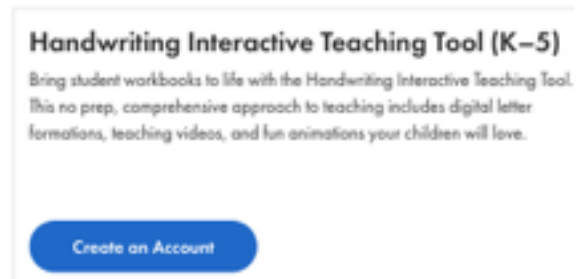 Handwriting Interactive Teaching Tool (K–5)
Bring student workbooks to life with the Handwriting Interactive Teaching Tool.
This no prep, comprehensive approach to teaching includes digital letter
formations, teaching videos, and fun animations your children will love.
Create an Account